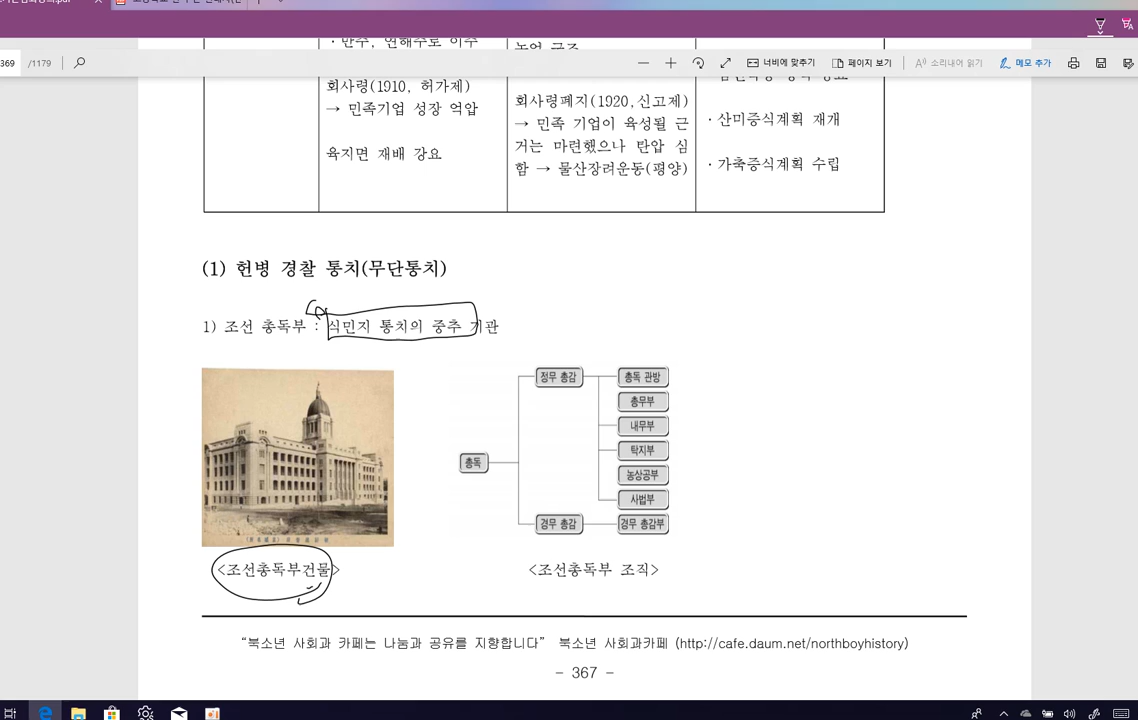 369 /1179
너비에 맞추기
페이지 보기
소리내어 읽기
메모 추가
· 만주, 연해주로 이주
회사령(1910, 허가제)
→ 민족기업 성장 억압
육지면 재배 강요
회사령폐지(1920,신고제)
→ 민족 기업이 육성될 근
거는 마련했으나 탄압 심
함 → 물산장려운동(평양)
· 산미증식계획 재개
· 가축증식계획 수립
(1) 헌병 경찰 통치(무단통치)
1) 조선 총독부 : 식민지 통치의 중추 기관
총독
정무 총감
총독 관방
총무부
내무부
탁지부
농상공부
사법부
경무 총감
경무 총감부
<조선총독부건물>
<조선총독부 조직>
“북소년 사회과 카페는 나눔과 공유를 지향합니다” 북소년 사회과카페 (http://cafe.daum.net/northboyhistory)
- 367 -